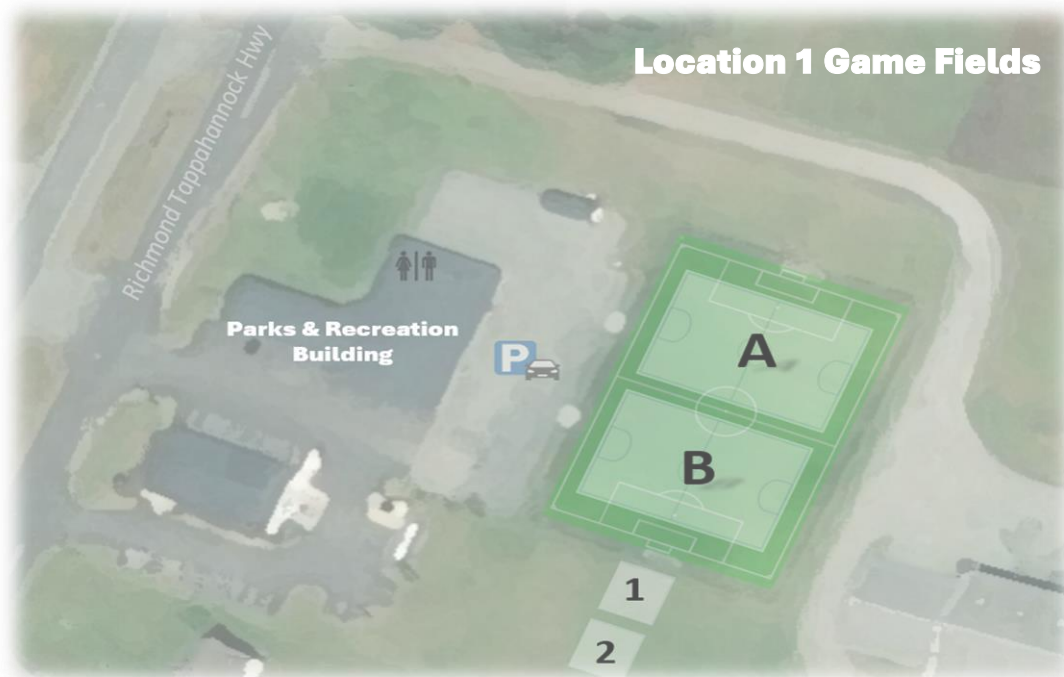 Location 1 Game Fields
Richmond Tappahannock Hwy
Parks & Recreation
Building
P
A
B
1
2